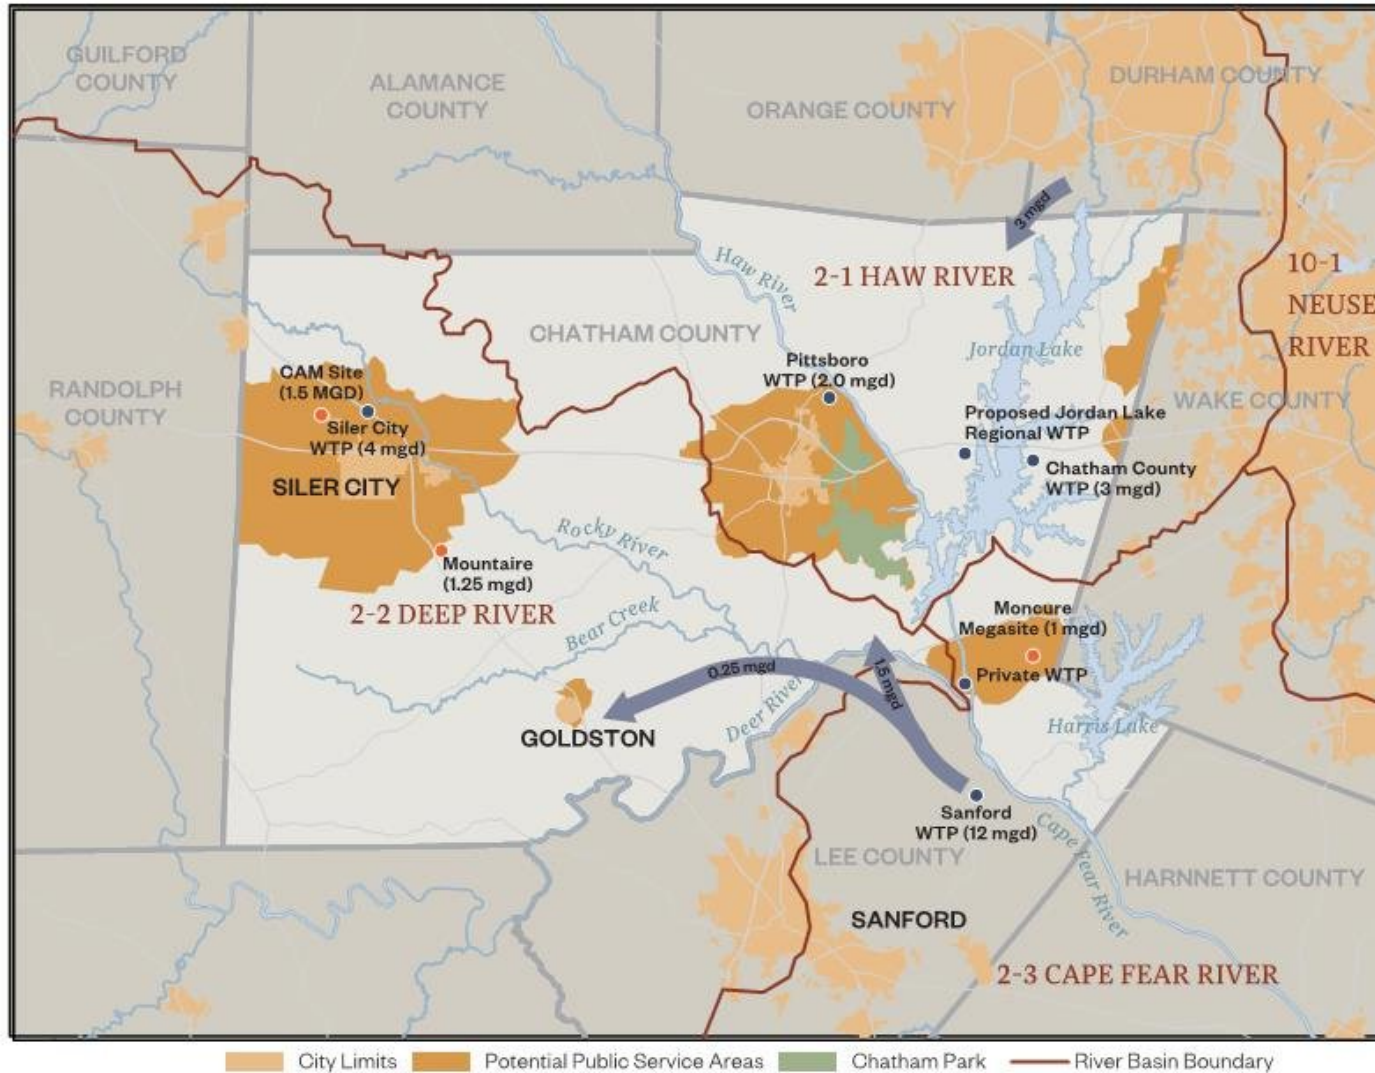 GUILFORD
COUNTY
ALAMANCE
COUNTY
ORANGE COUNTY
DURHAM COUNTY
3 mgd
Haw River
2-1 HAW RIVER
10-1
NEUSE
RIVER
CHATHAM COUNTY
Jordan Lake
RANDOLPH
COUNTY
CAM Site
(1.5 MGD)
Siler City
WTP (4 mgd)
SILER CITY
Pittsboro
WTP (2.0 mgd)
WAKE COUNTY
Proposed Jordan Lake
Regional WTP
Chatham County
WTP (3 mgd)
Rocky River
Mountaire
(1.25 mgd)
2-2 DEEP RIVER
Bear Creek
Moncure
Megasite (1 mgd)
Private WTP
0.25 mgd
1.5 mgd
Deer River
Harris Lake
GOLDSTON
Sanford
WTP (12 mgd)
Cape Fear River
LEE COUNTY
HARNNETT COUNTY
SANFORD
2-3 CAPE FEAR RIVER
City Limits
Potential Public Service Areas
Chatham Park
River Basin Boundary